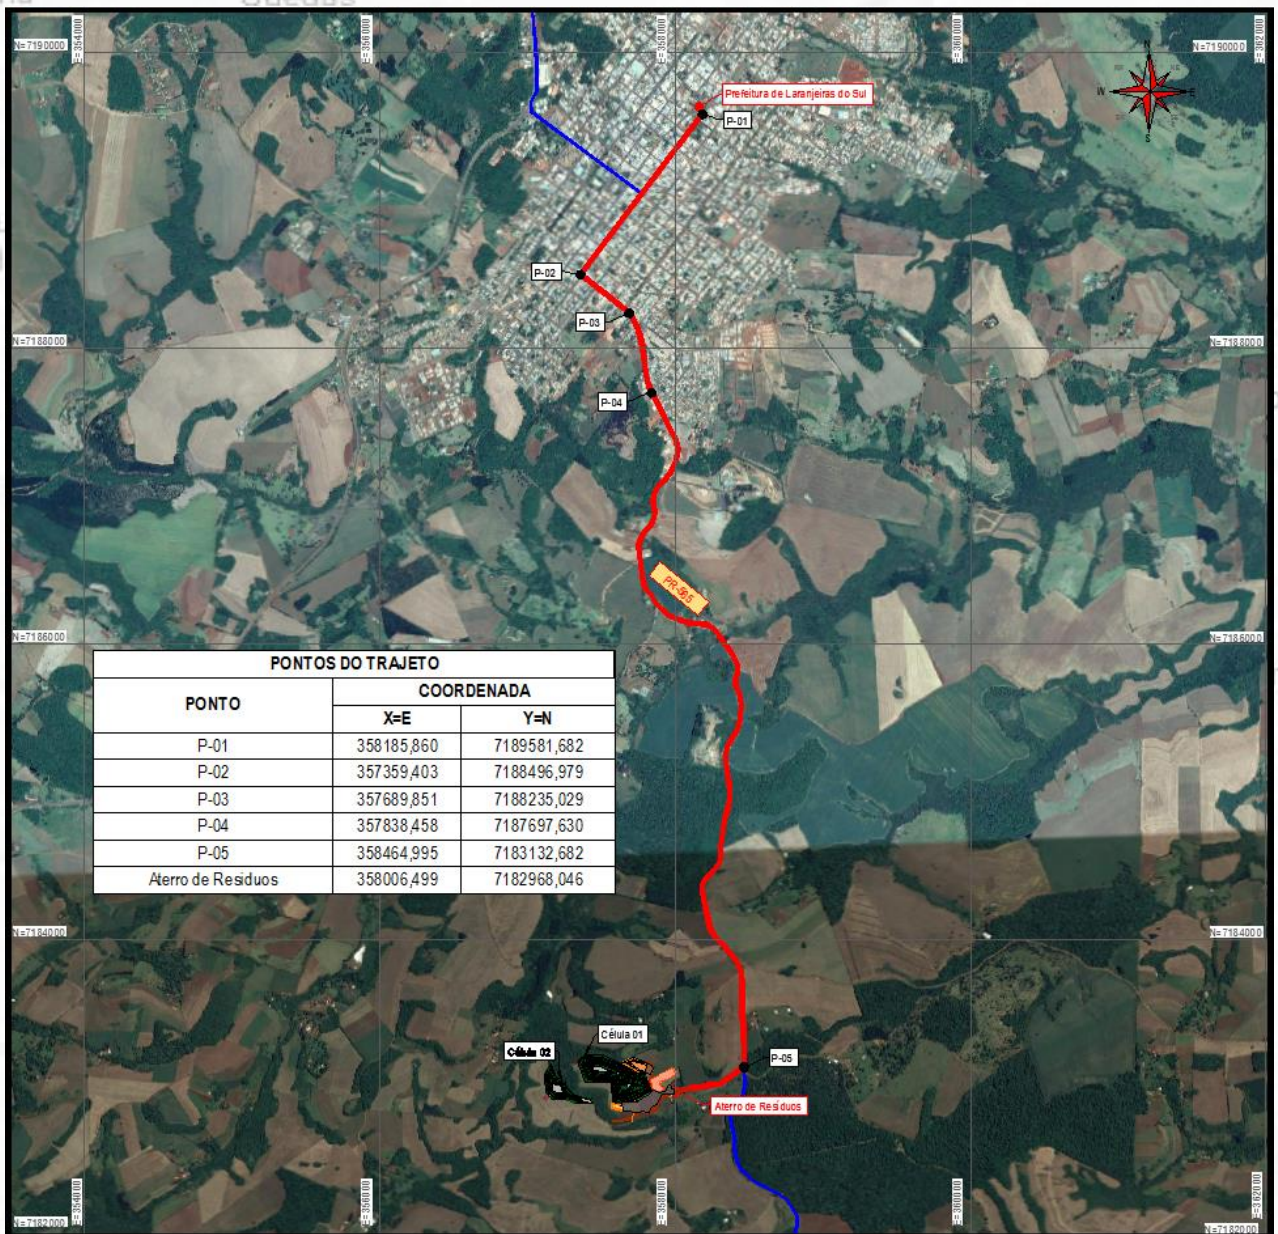 N=7190000
E=354000
E=356000
E=358000
E=360000
N=7190000
E=362000
N
W
E
S
Prefeitura de Laranjeiras do Sul
P-01
P-02
P-03
N=7188000
N=7188000
P-04
PR-565
N=7186000
N=7186000
PONTOS DO TRAJETO
PONTO
COORDENADA
X=E
Y=N
P-01 358185,860 7189581,682
P-02 357359,403 7188496,979
P-03 357689,851 7188235,029
P-04 357838,458 7187697,630
P-05 358464,995 7183132,682
Aterro de Residuos 358006,499 7182968,046
N=7184000
N=7184000
Célula 01
Célula 02
P-05
Aterro de Resíduos
N=7182000
E=354000
E=356000
E=358000
E=360000
E=362000
N=7182000